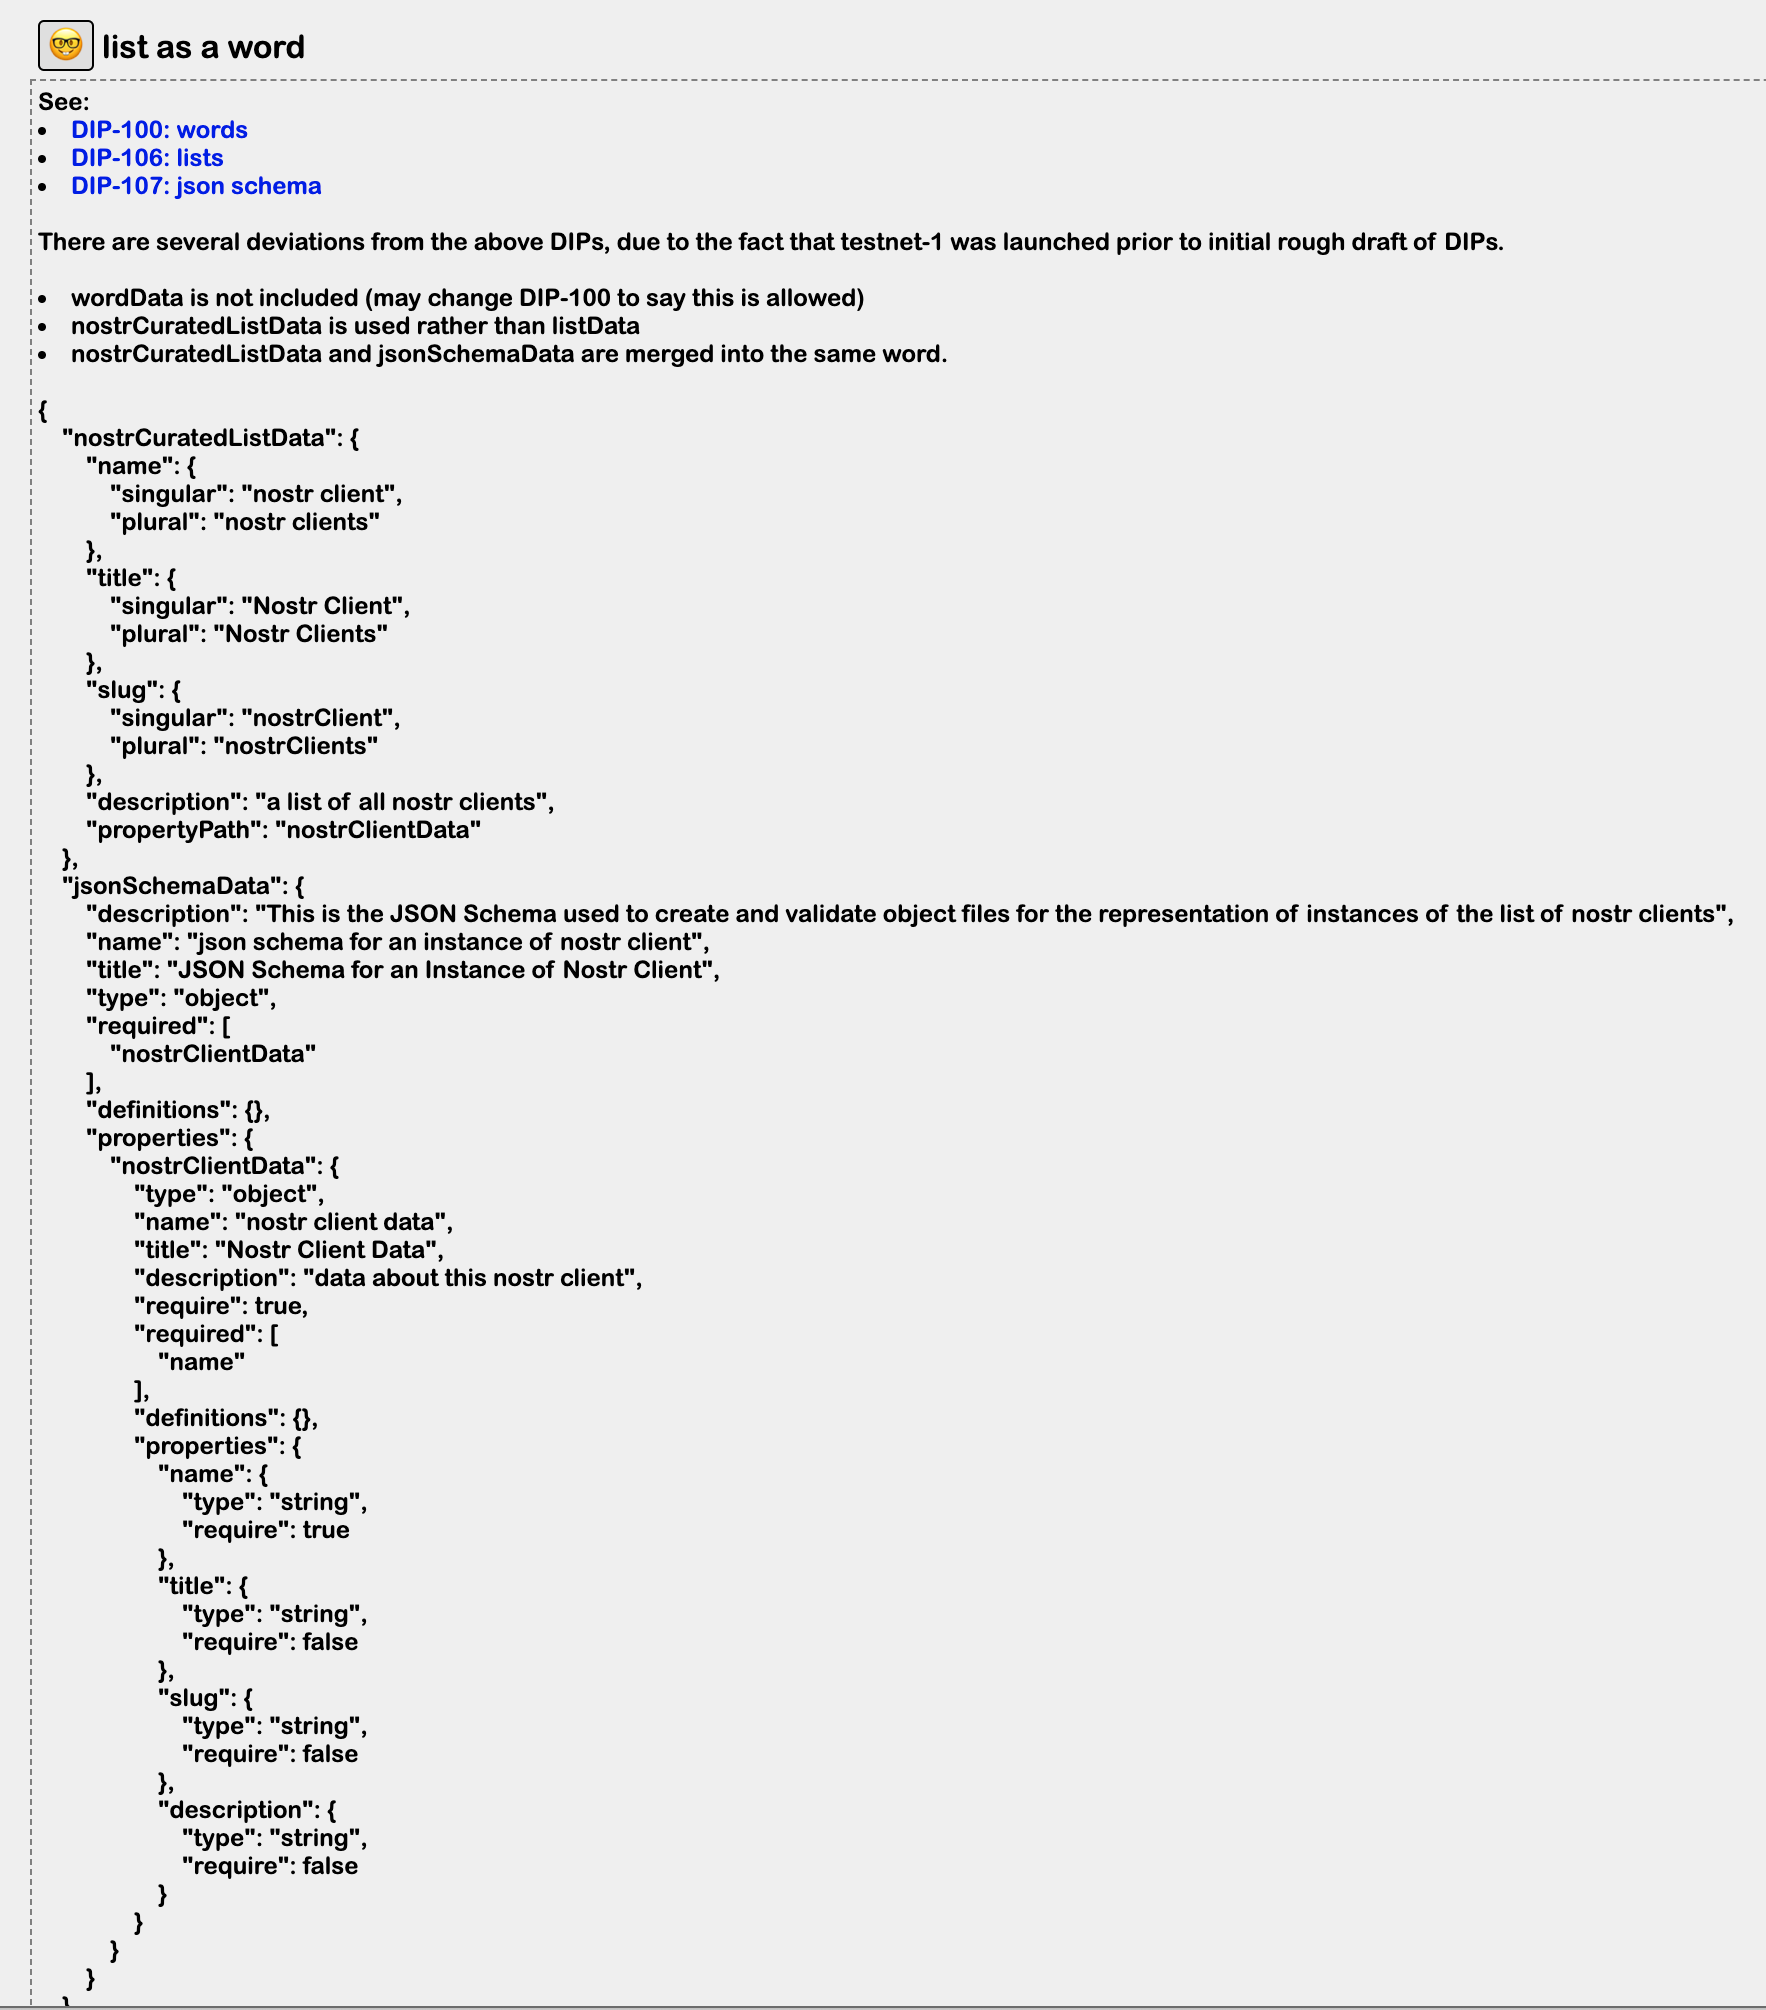 list as a word
See:
• DIP-100: words
• DIP-106: lists
• DIP-107: json schema
There are several deviations from the above DIPs, due to the fact that testnet-1 was launched prior to initial rough draft of DIPs.
• wordData is not included (may change DIP-100 to say this is allowed)
• nostrCuratedListData is used rather than listData
• nostrCuratedListData and jsonSchemaData are merged into the same word.
{
    "nostrCuratedListData": {
        "name": {
            "singular": "nostr client",
            "plural": "nostr clients"
        },
        "title": {
            "singular": "Nostr Client",
            "plural": "Nostr Clients"
        },
        "slug": {
            "singular": "nostrClient",
            "plural": "nostrClients"
        },
        "description": "a list of all nostr clients",
        "propertyPath": "nostrClientData"
    },
    "jsonSchemaData": {
        "description": "This is the JSON Schema used to create and validate object files for the representation of instances of the list of nostr clients",
        "name": "json schema for an instance of nostr client",
        "title": "JSON Schema for an Instance of Nostr Client",
        "type": "object",
        "required": [
            "nostrClientData"
        ],
        "definitions": {},
        "properties": {
            "nostrClientData": {
                "type": "object",
                "name": "nostr client data",
                "title": "Nostr Client Data",
                "description": "data about this nostr client",
                "require": true,
                "required": [
                    "name"
                ],
                "definitions": {},
                "properties": {
                    "name": {
                        "type": "string",
                        "require": true
                    },
                    "title": {
                        "type": "string",
                        "require": false
                    },
                    "slug": {
                        "type": "string",
                        "require": false
                    },
                    "description": {
                        "type": "string",
                        "require": false
                    }
                }
            }
        }
    }